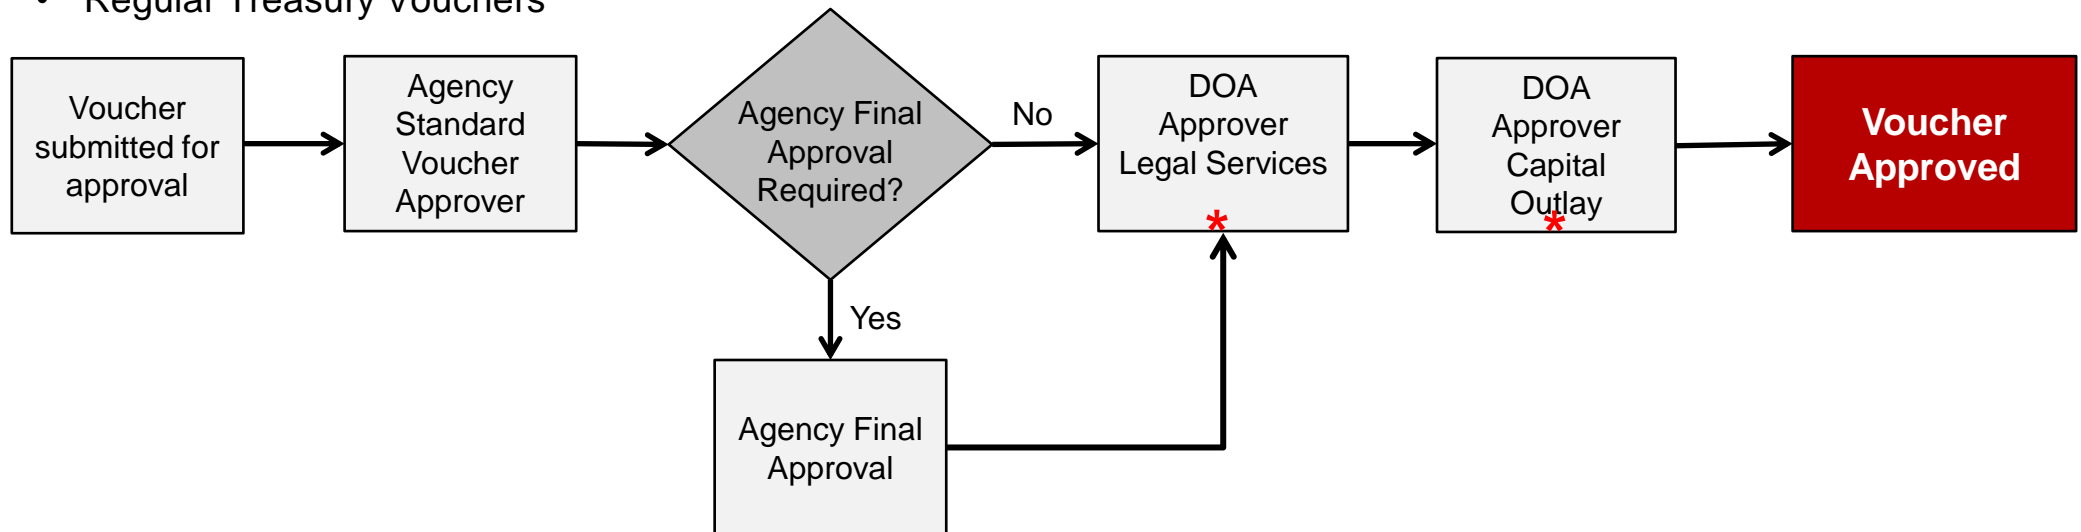 • Regular Treasury Vouchers
Voucher
submitted for
approval
Agency
Standard
Voucher
Approver
Agency Final
Approval
Required?
No
DOA
Approver
Legal Services
*
DOA
Approver
Capital
Outlay
*
Voucher
Approved
Yes
Agency Final
Approval